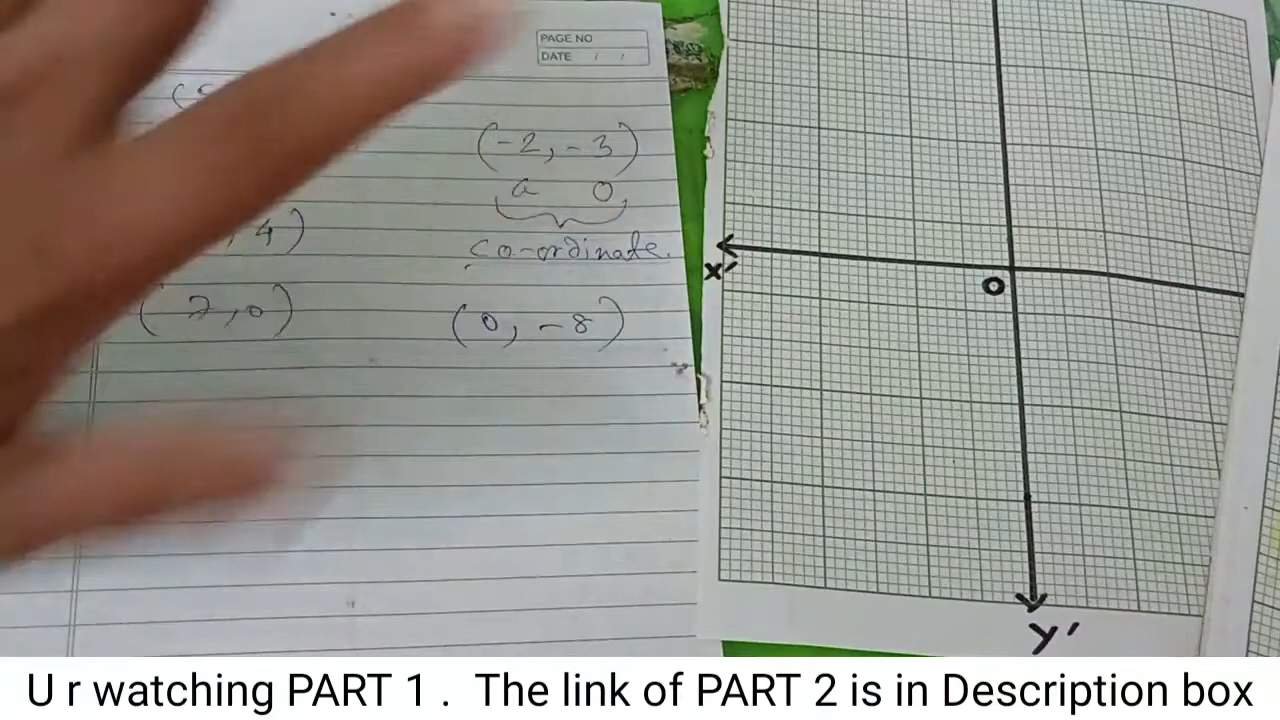 PAGE NO
DATE / /
(-2, -3)
a o
co-ordinate.
, 4)
(7, 0)
(0, -8)
X'
O
Y'
U r watching PART 1 . The link of PART 2 is in Description box